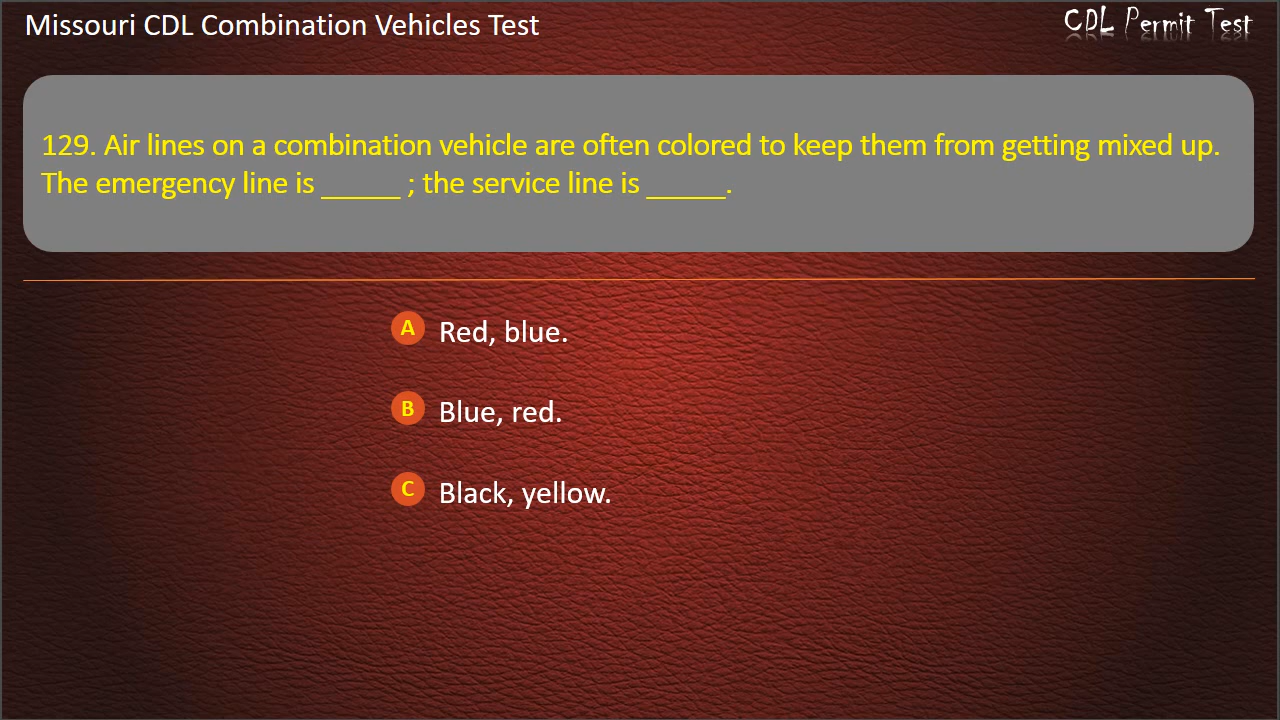 Missouri CDL Combination Vehicles Test
CDL Permit Test
129. Air lines on a combination vehicle are often colored to keep them from getting mixed up.
The emergency line is _____ ; the service line is _____.
A Red, blue.
B Blue, red.
C Black, yellow.